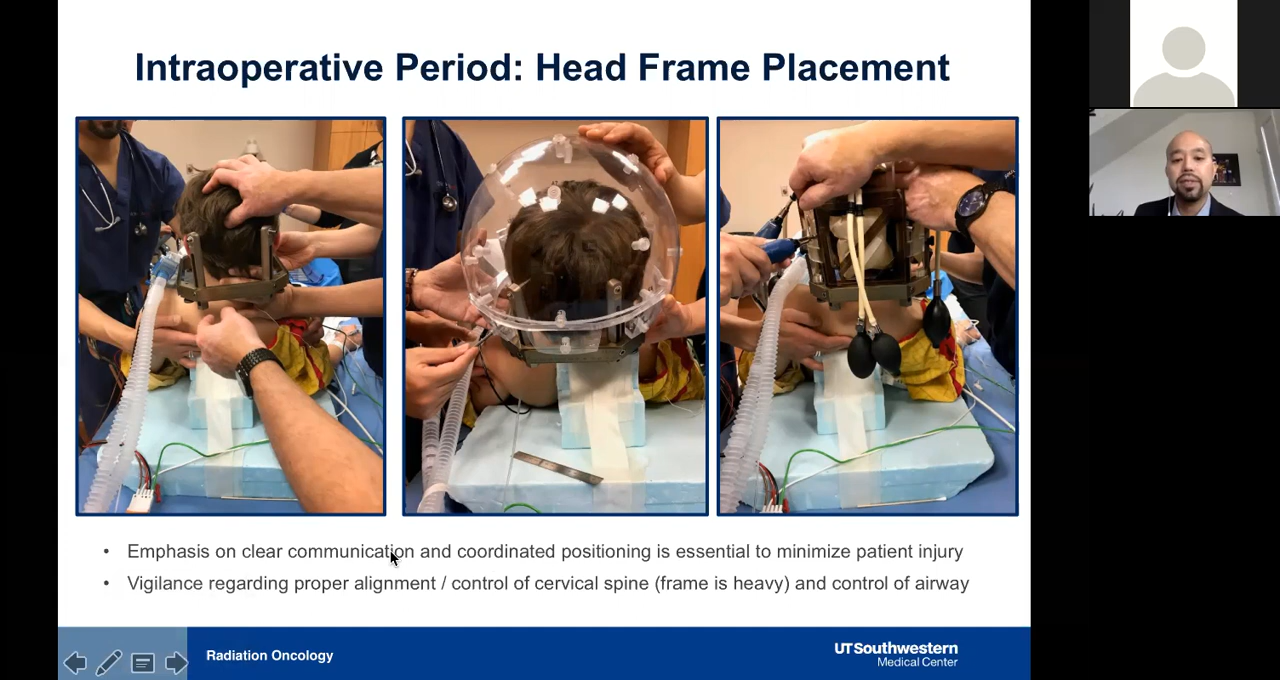 Intraoperative Period: Head Frame Placement
• Emphasis on clear communication and coordinated positioning is essential to minimize patient injury
• Vigilance regarding proper alignment / control of cervical spine (frame is heavy) and control of airway
Radiation Oncology
UTSouthwestern
Medical Center